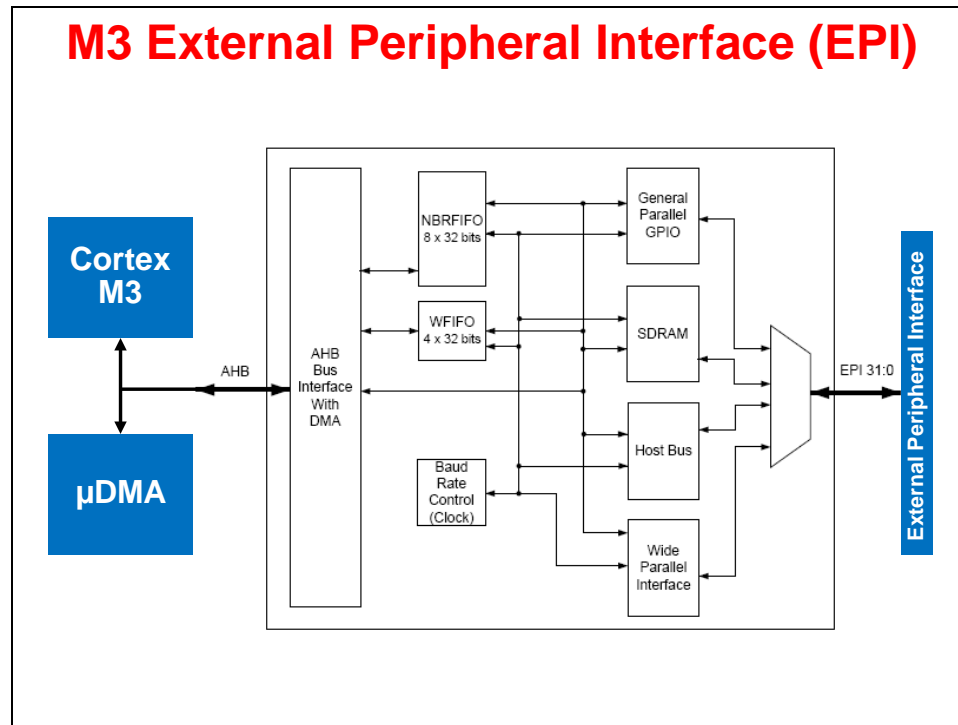 M3 External Peripheral Interface (EPI)
Cortex
M3
µDMA
AHB
AHB
Bus
Interface
With
DMA
NBRFIFO
8 x 32 bits
WFIFO
4 x 32 bits
Baud
Rate
Control
(Clock)
General
Parallel
GPIO
SDRAM
Host Bus
Wide
Parallel
Interface
EPI 31:0
External Peripheral Interface